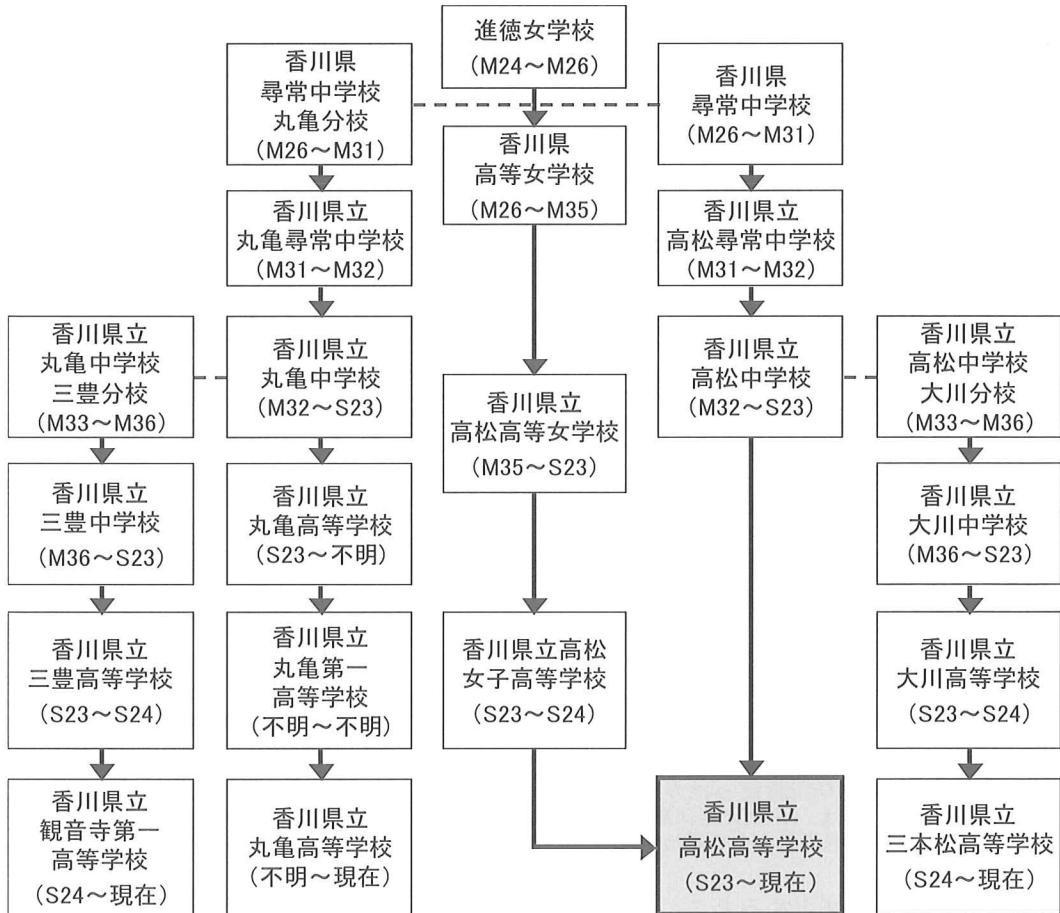 進徳女学校
(M24～M26)
香川県
尋常中学校
丸亀分校
(M26～M31)
香川県
尋常中学校
(M26～M31)
香川県
高等女学校
(M26～M35)
香川県立
丸亀尋常中学校
(M31～M32)
香川県立
高松尋常中学校
(M31～M32)
香川県立
丸亀中学校
三豊分校
(M33～M36)
香川県立
丸亀中学校
(M32～S23)
香川県立
高松高等女学校
(M35～S23)
香川県立
高松中学校
(M32～S23)
香川県立
高松中学校
大川分校
(M33～M36)
香川県立
三豊中学校
(M36～S23)
香川県立
丸亀高等学校
(S23～不明)
香川県立
大川中学校
(M36～S23)
香川県立
三豊高等学校
(S23～S24)
香川県立
丸亀第一
高等学校
(不明～不明)
香川県立高松
女子高等学校
(S23～S24)
香川県立
大川高等学校
(S23～S24)
香川県立
観音寺第一
高等学校
(S24～現在)
香川県立
丸亀高等学校
(不明～現在)
香川県立
高松高等学校
(S23～現在)
香川県立
三本松高等学校
(S24～現在)